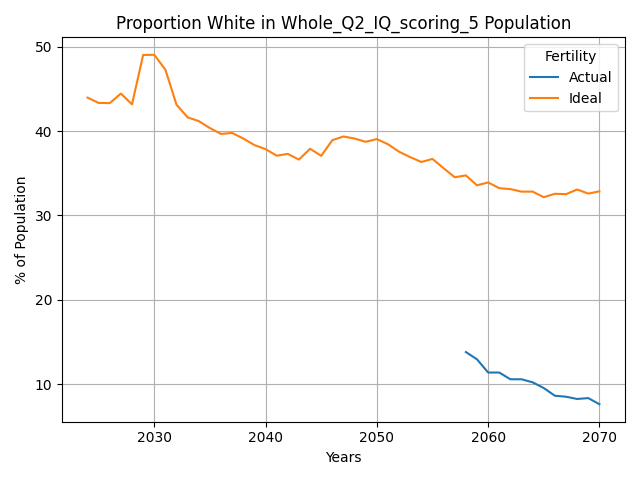 Proportion White in Whole_Q2_IQ_scoring_5 Population
Fertility
Actual
Ideal
% of Population
50
40
30
20
10
2030 2040 2050 2060 2070
Years